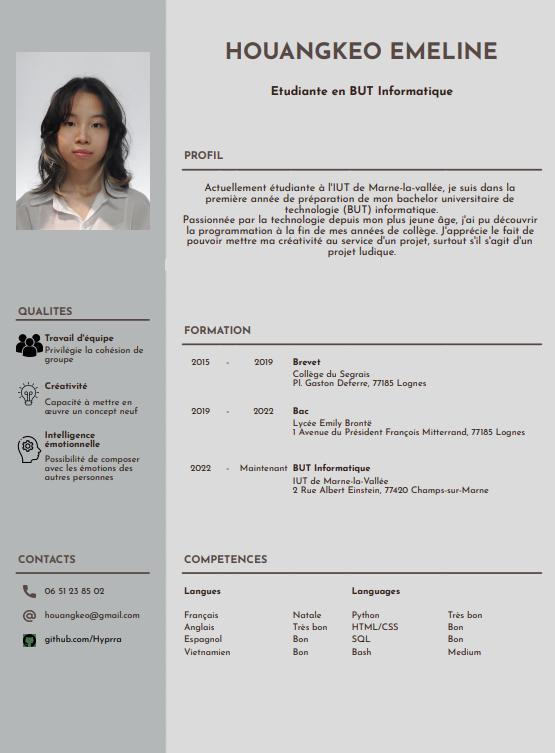 HOUANGKEO EMELINE
Etudiante en BUT Informatique
PROFIL
Actuellement étudiante à l'IUT de Marne-la-vallée, je suis dans la
première année de préparation de mon bachelor universitaire de
technologie (BUT) informatique.
Passionnée par la technologie depuis mon plus jeune âge, j'ai pu découvrir
la programmation à la fin de mes années de collège. J'apprécie le fait de
pouvoir mettre ma créativité au service d'un projet, surtout s'il s'agit d'un
projet ludique.
QUALITES
Travail d'équipe
Privilégie la cohésion de
groupe
Créativité
Capacité à mettre en
œuvre un concept neuf
Intelligence
émotionnelle
Possibilité de composer
avec les émotions des
autres personnes
FORMATION
2015 - 2019 Brevet
Collège du Segrais
Pl. Gaston Deferre, 77185 Lognes
2019 - 2022 Bac
Lycée Emily Brontë
1 Avenue du Président François Mitterrand, 77185 Lognes
2022 - Maintenant BUT Informatique
IUT de Marne-la-Vallée
2 Rue Albert Einstein, 77420 Champs-sur-Marne
CONTACTS
06 51 23 85 02
houangkeo@gmail.com
github.com/Hyprra
COMPETENCES
Langues Languages
Français Natale Python Très bon
Anglais Très bon HTML/CSS Bon
Espagnol Bon SQL Bon
Vietnamien Bon Bash Medium